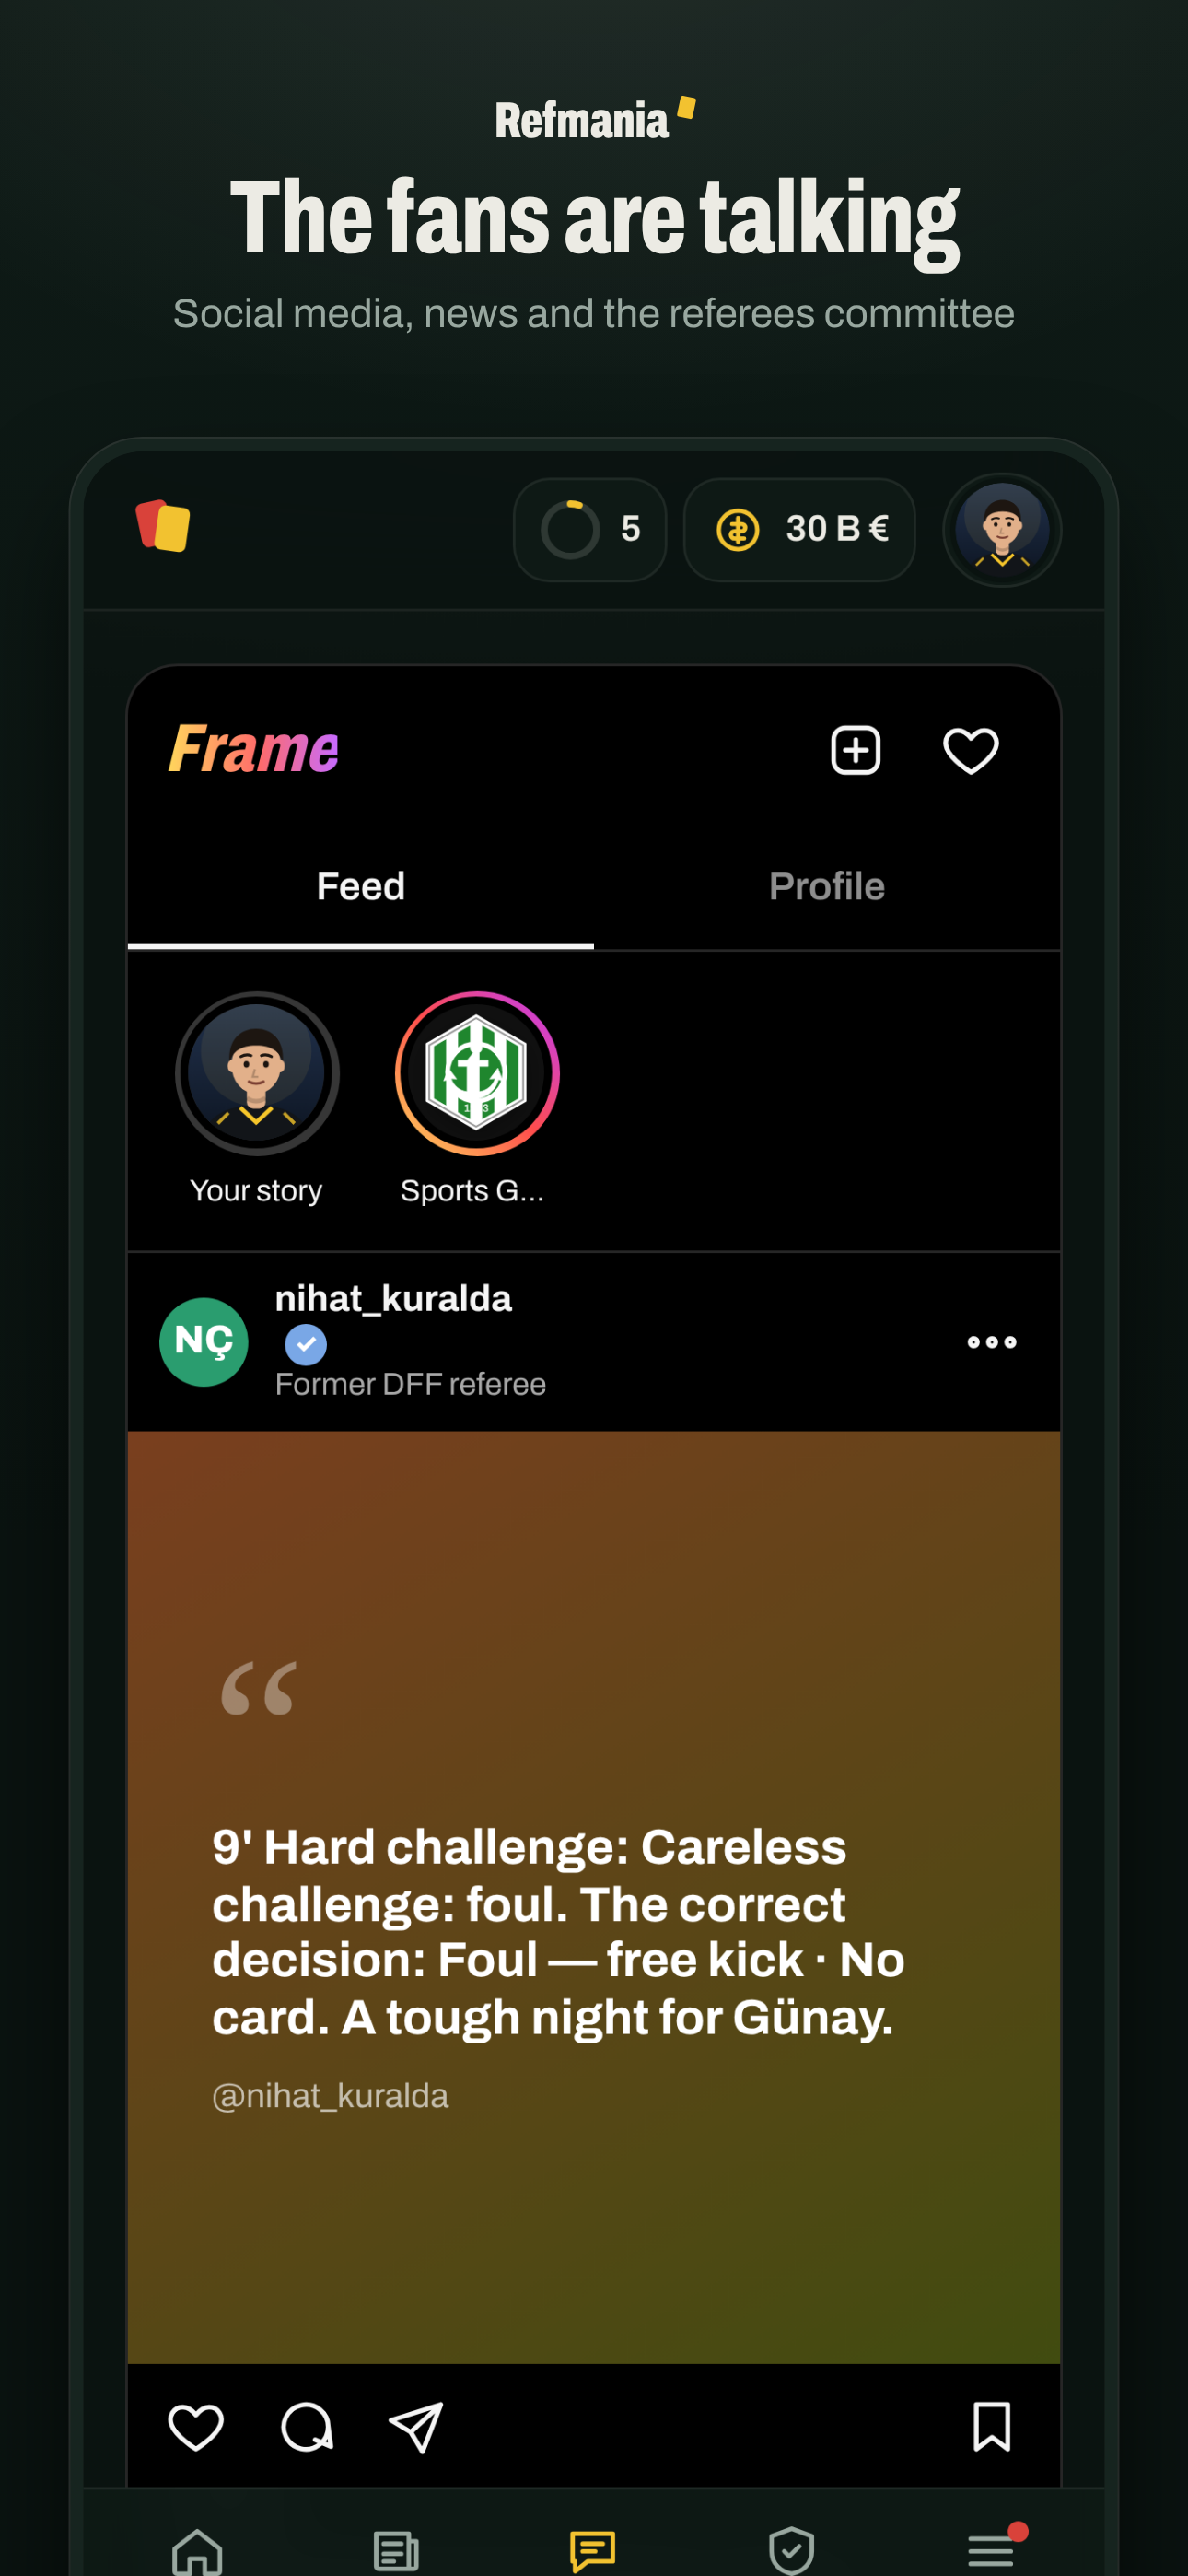 Refmania
The fans are talking
Social media, news and the referees committee
5
30 B €
Frame
Feed
Profile
Your story
Sports G...
NÇ
nihat_kuralda
Former DFF referee
“
9' Hard challenge: Careless
challenge: foul. The correct
decision: Foul — free kick · No
card. A tough night for Günay.
@nihat_kuralda